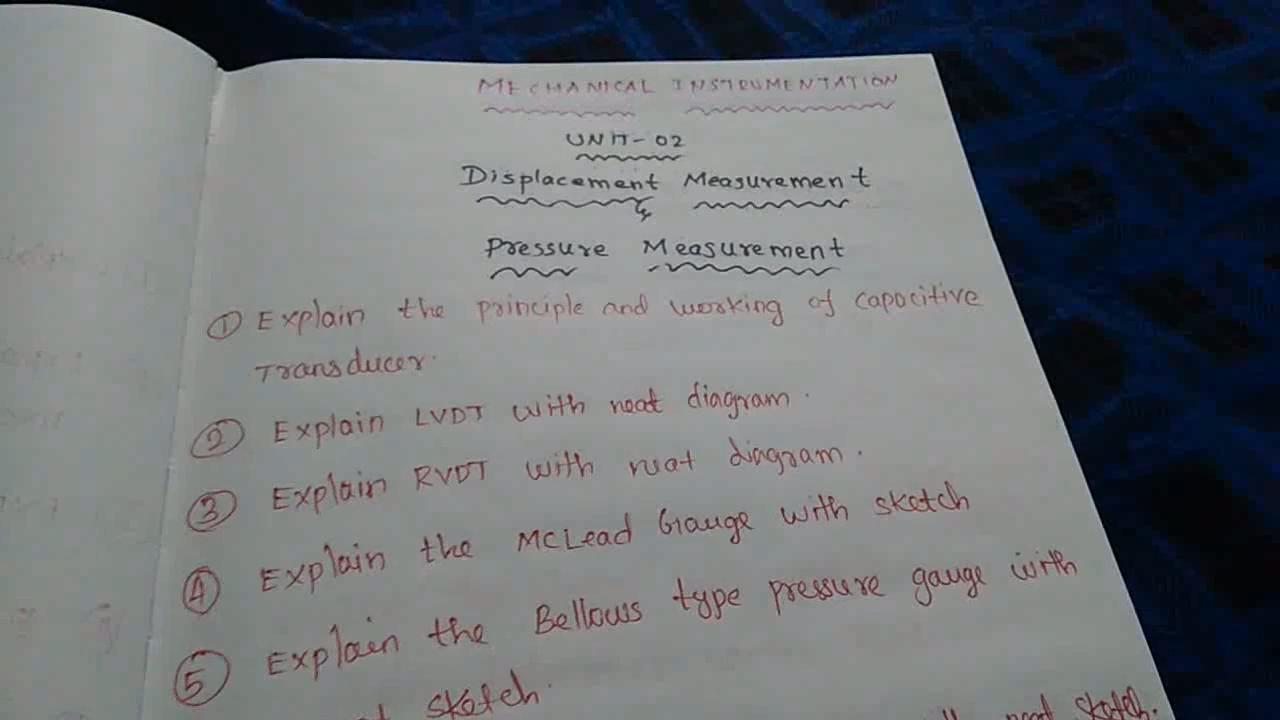 MECHANICAL INSTRUMENTATION
UNIT-02
Displacement Measurement
&
Pressure Measurement
① Explain the principle and working of capacitive
Transducer.
② Explain LVDT with neat diagram.
③ Explain RVDT with neat diagram.
④ Explain the McLead Gauge with sketch
⑤ Explain the Bellows type pressure gauge with
sketch.
neat sketch.